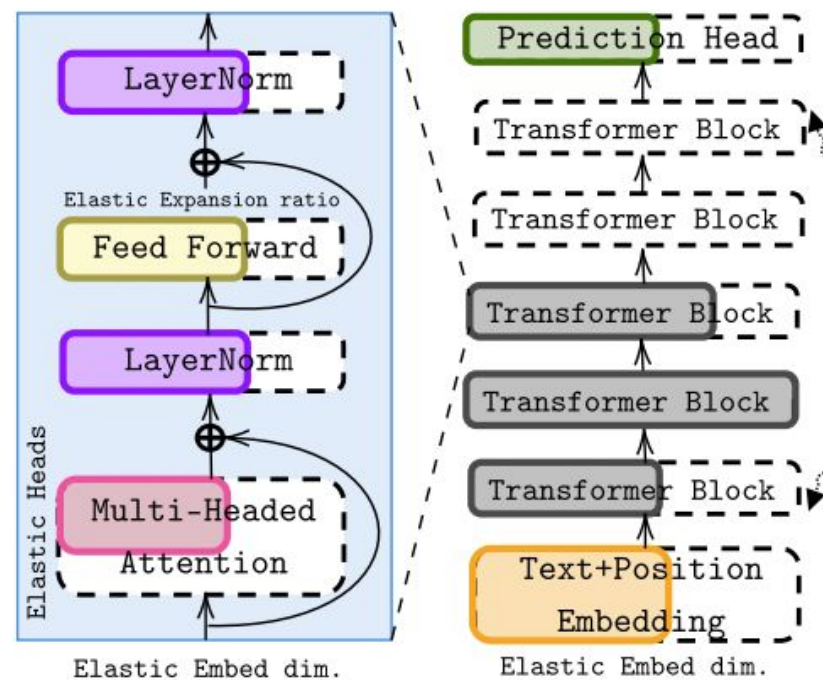 LayerNorm
Elastic Expansion ratio
Feed Forward
LayerNorm
Elastic Heads
Multi-Headed
Attention
Elastic Embed dim.
Prediction Head
Transformer Block
Transformer Block
Transformer Block
Transformer Block
Transformer Block
Text+Position
Embedding
Elastic Embed dim.